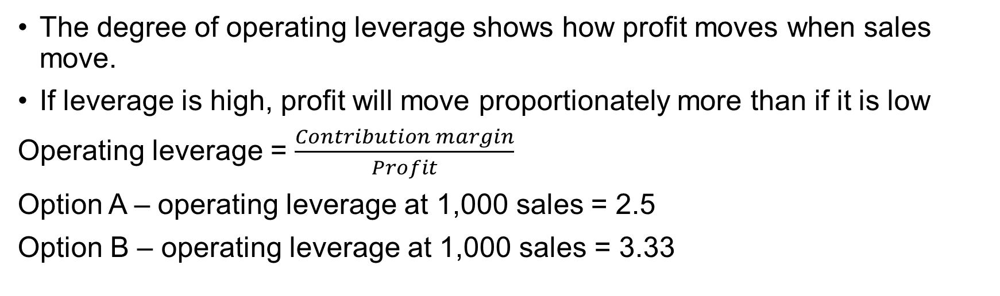 • The degree of operating leverage shows how profit moves when sales
move.
• If leverage is high, profit will move proportionately more than if it is low
Operating leverage = Contribution margin / Profit
Option A – operating leverage at 1,000 sales = 2.5
Option B – operating leverage at 1,000 sales = 3.33